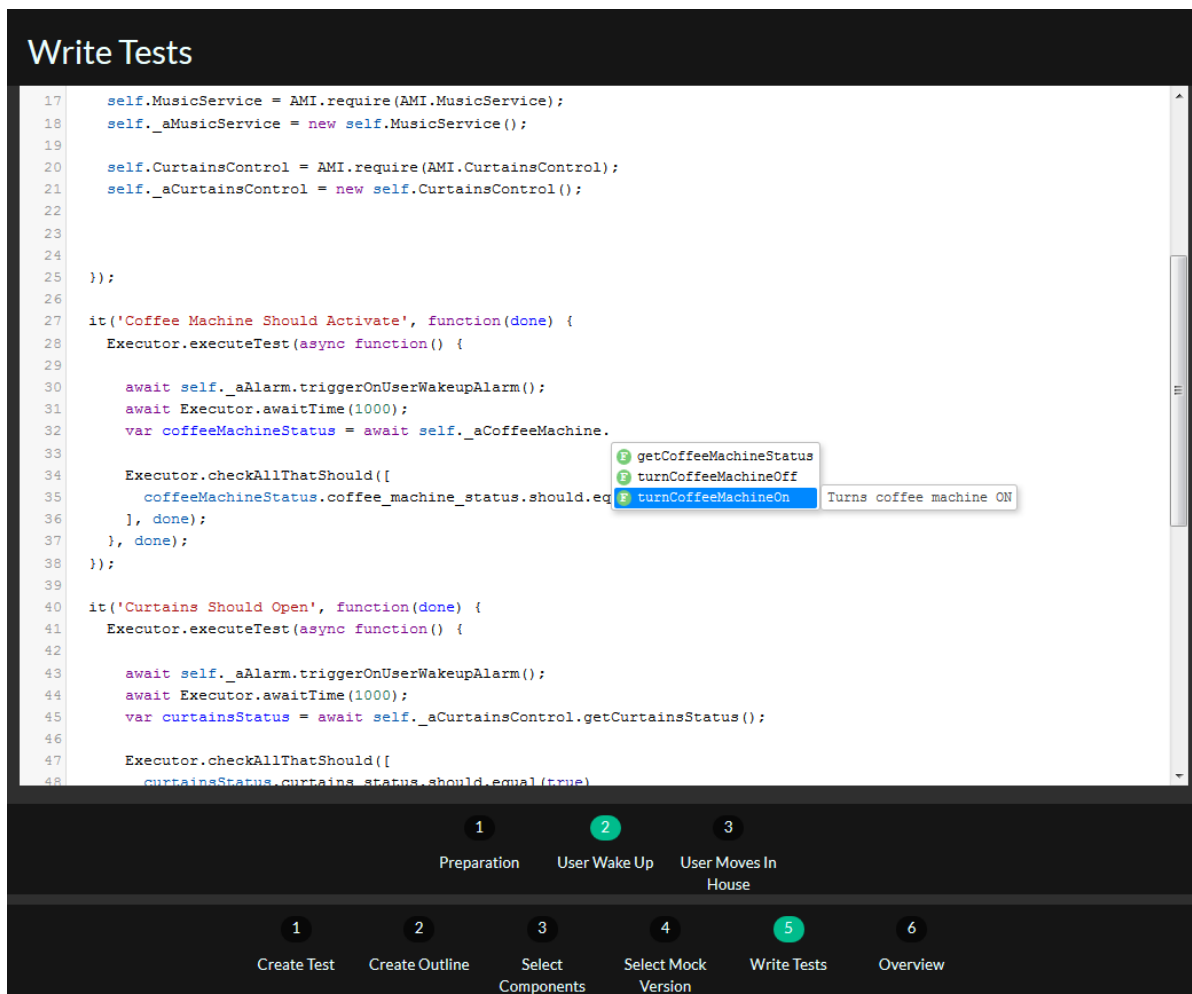 Write Tests
17 self.MusicService = AMI.require(AMI.MusicService);
18 self._aMusicService = new self.MusicService();
19
20 self.CurtainsControl = AMI.require(AMI.CurtainsControl);
21 self._aCurtainsControl = new self.CurtainsControl();
22
23
24
25 });
26
27 it('Coffee Machine Should Activate', function(done) {
28 Executor.executeTest(async function() {
29
30 await self._aAlarm.triggerOnUserWakeupAlarm();
31 await Executor.awaitTime(1000);
32 var coffeeMachineStatus = await self._aCoffeeMachine.
33
F getCoffeeMachineStatus
34 Executor.checkAllThatShould([
F turnCoffeeMachineOff
35 coffeeMachineStatus.coffee_machine_status.should.eq
F turnCoffeeMachineOn Turns coffee machine ON
36 ], done);
37 }, done);
38 });
39
40 it('Curtains Should Open', function(done) {
41 Executor.executeTest(async function() {
42
43 await self._aAlarm.triggerOnUserWakeupAlarm();
44 await Executor.awaitTime(1000);
45 var curtainsStatus = await self._aCurtainsControl.getCurtainsStatus();
46
47 Executor.checkAllThatShould([
48 curtainsStatus.curtains_status.should.equal(true)
1 2 3
Preparation User Wake Up User Moves In
House
1 2 3 4 5 6
Create Test Create Outline Select Select Mock Write Tests Overview
Components Version